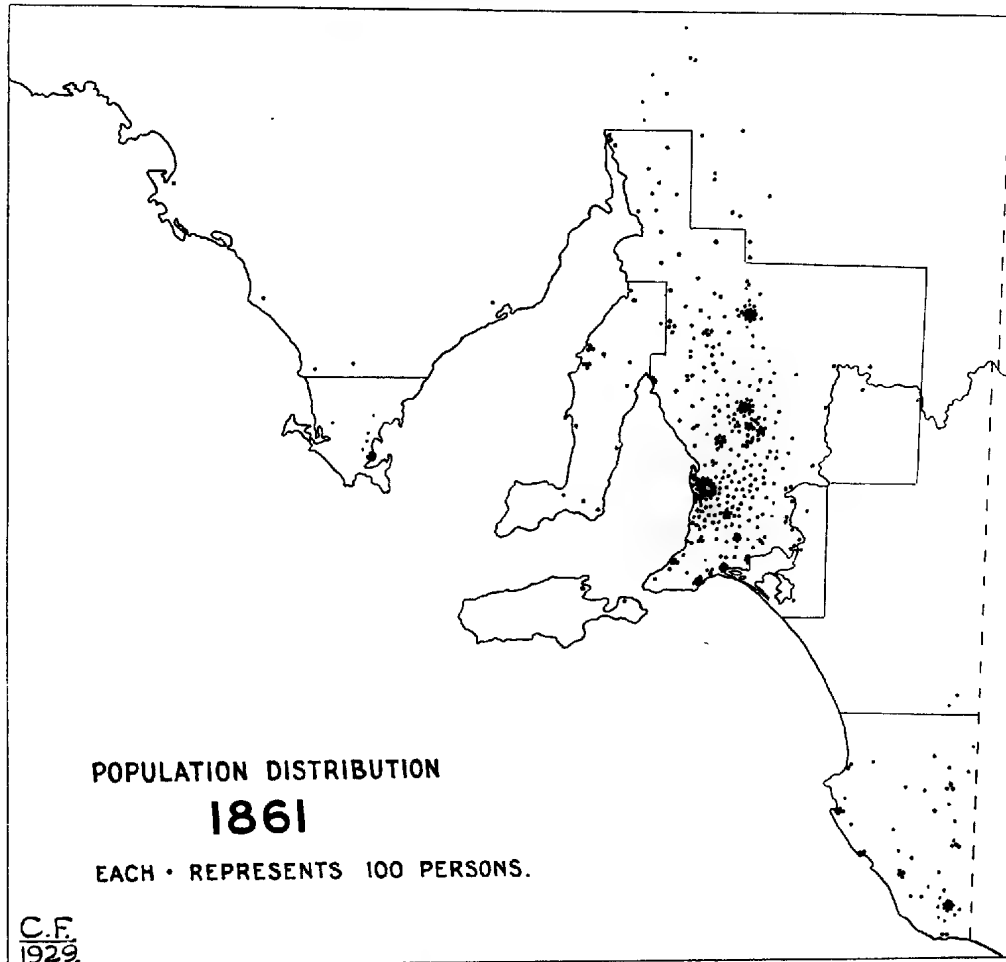 POPULATION DISTRIBUTION
1861
EACH • REPRESENTS 100 PERSONS.
C.F.
1929.